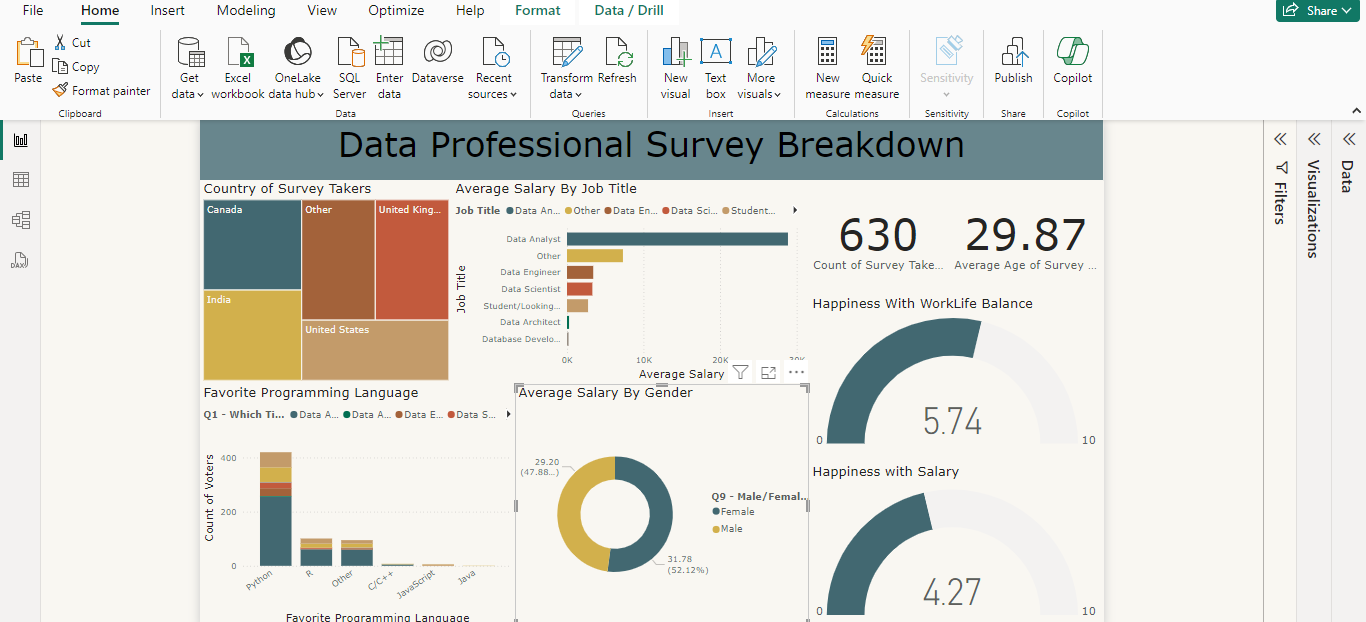 File Home Insert Modeling View Optimize Help Format Data / Drill Share
Paste Cut
Copy
Format painter
Clipboard
Get data
Excel workbook
OneLake data hub
SQL Server
Enter data
Dataverse
Recent sources
Data
Transform data
Refresh
Queries
New visual
Text box
More visuals
Insert
New measure
Quick measure
Calculations
Sensitivity
Sensitivity
Publish
Share
Copilot
Copilot
Data Professional Survey Breakdown
Country of Survey Takers
Canada
Other
United King...
India
United States
Average Salary By Job Title
Job Title Data An... Other Data En... Data Sci... Student...
Job Title
Data Analyst
Other
Data Engineer
Data Scientist
Student/Looking...
Data Architect
Database Develo...
0K 10K 20K 30K
Average Salary
630
Count of Survey Take...
29.87
Average Age of Survey ...
Happiness With WorkLife Balance
5.74
0 10
Happiness with Salary
4.27
0 10
Favorite Programming Language
Q1 - Which Ti... Data A... Data A... Data E... Data S...
Count of Voters
400
200
0
Python R Other C/C++ JavaScript Java
Favorite Programming Language
Average Salary By Gender
29.20
(47.88...)
31.78
(52.12%)
Q9 - Male/Femal...
Female
Male
Filters
Visualizations
Data
DAX